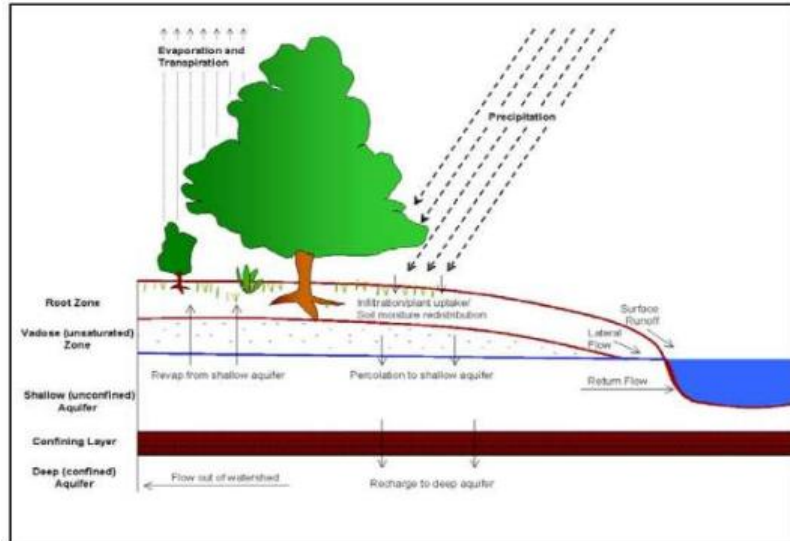 Evaporation and
Transpiration
Precipitation
Root Zone
Infiltration/plant uptake/
Soil moisture redistribution
Surface
Runoff
Lateral
Flow
Vadose (unsaturated)
Zone
Revap from shallow aquifer
Percolation to shallow aquifer
Return Flow
Shallow (unconfined)
Aquifer
Confining Layer
Deep (confined)
Aquifer
Flow out of watershed
Recharge to deep aquifer